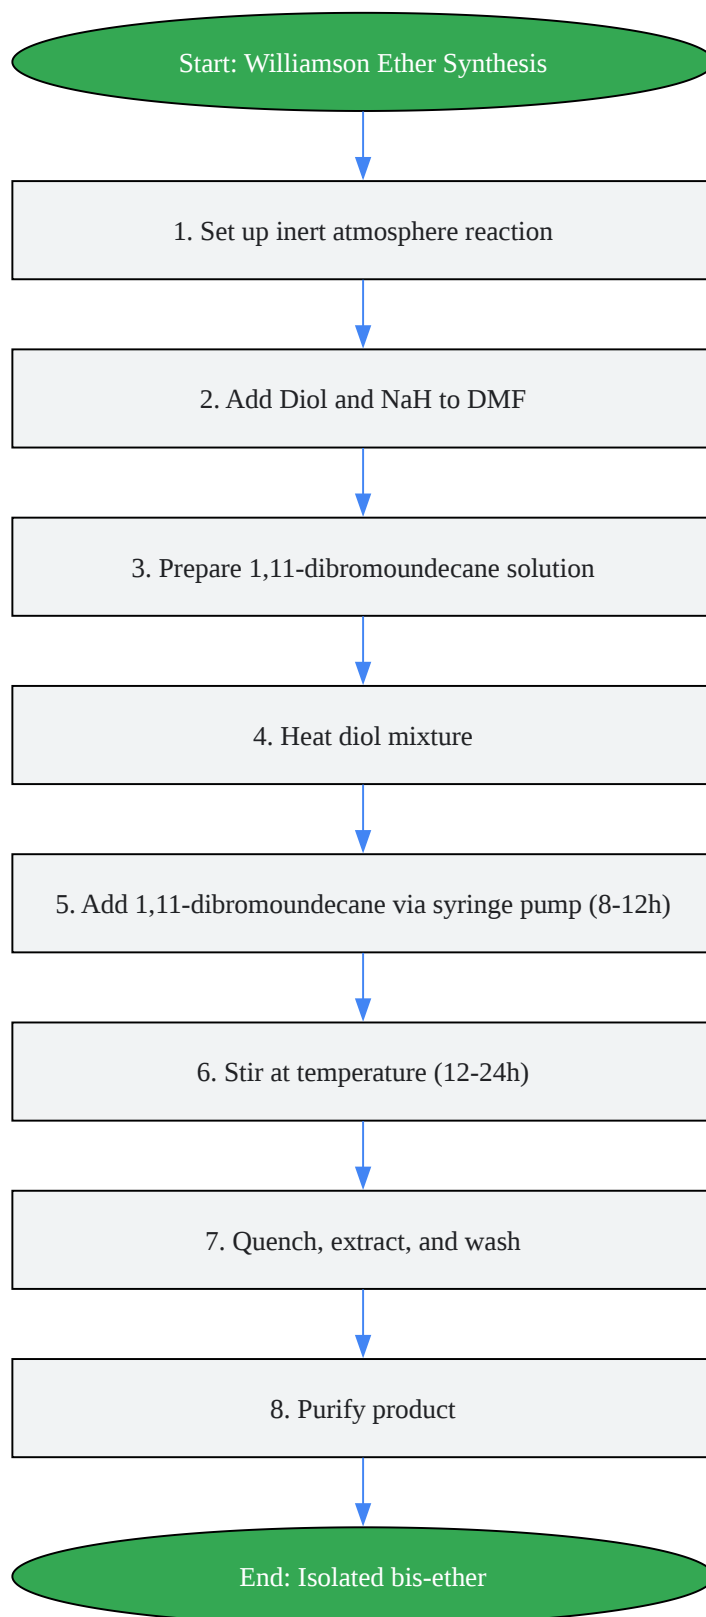 Start: Williamson Ether Synthesis
1. Set up inert atmosphere reaction
2. Add Diol and NaH to DMF
3. Prepare 1,11-dibromoundecane solution
4. Heat diol mixture
5. Add 1,11-dibromoundecane via syringe pump (8-12h)
6. Stir at temperature (12-24h)
7. Quench, extract, and wash
8. Purify product
End: Isolated bis-ether